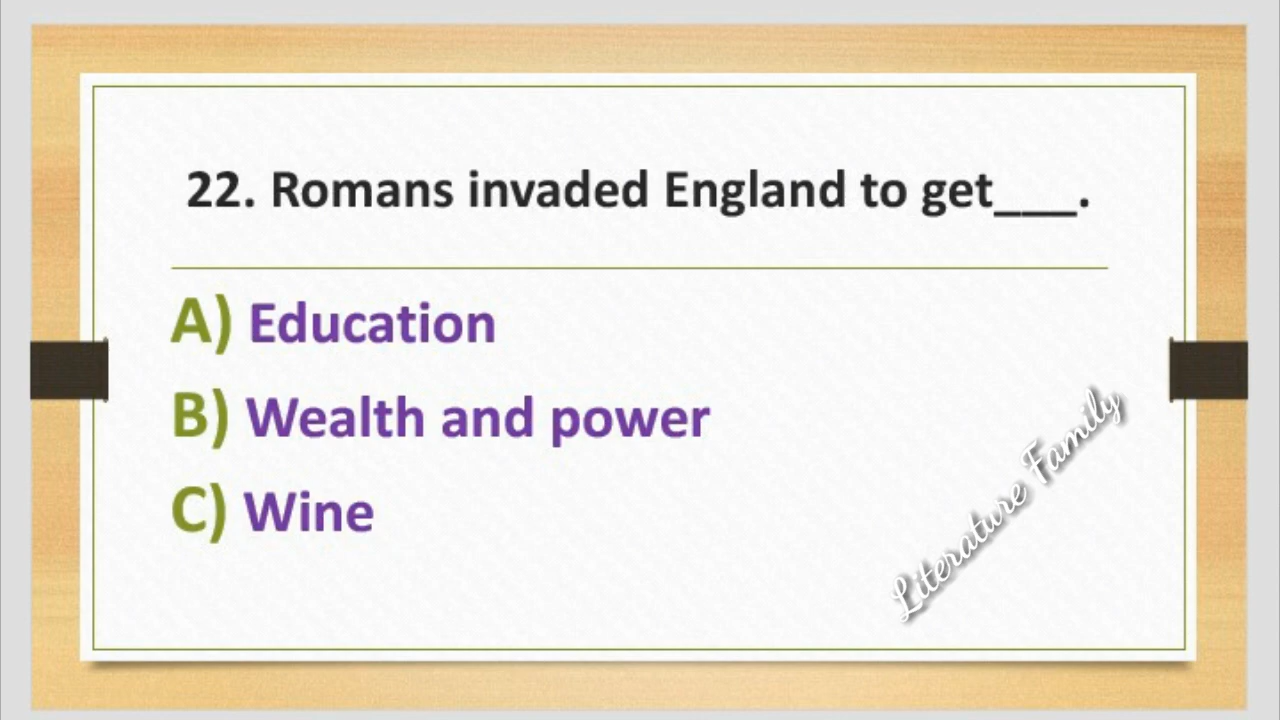 22. Romans invaded England to get___.
A) Education
B) Wealth and power
C) Wine
Literature Family